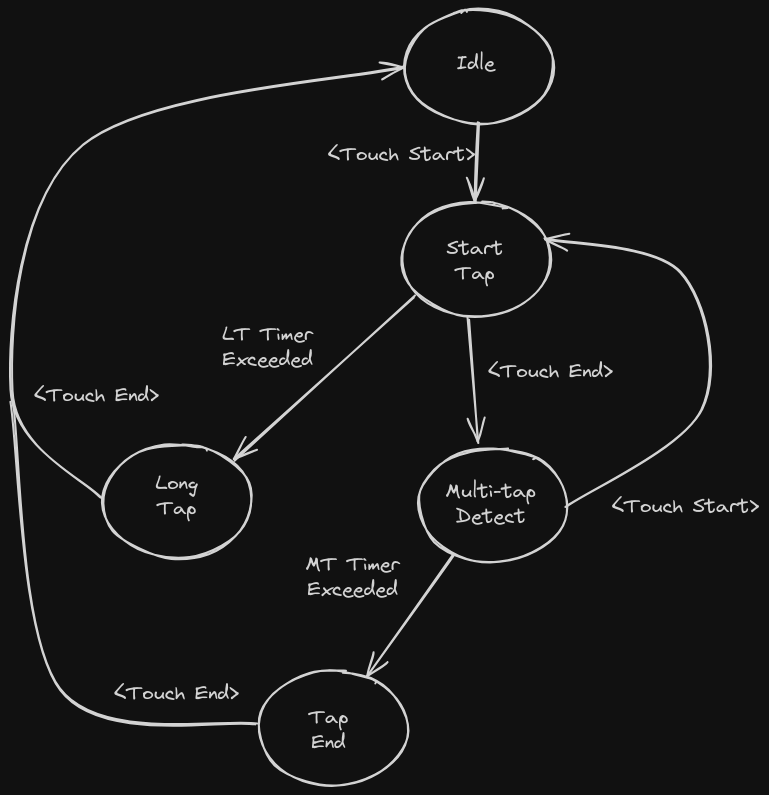 Idle
<Touch Start>
Start
Tap
LT Timer
Exceeded
<Touch End>
<Touch End>
Long
Tap
Multi-tap
Detect
<Touch Start>
MT Timer
Exceeded
<Touch End>
Tap
End